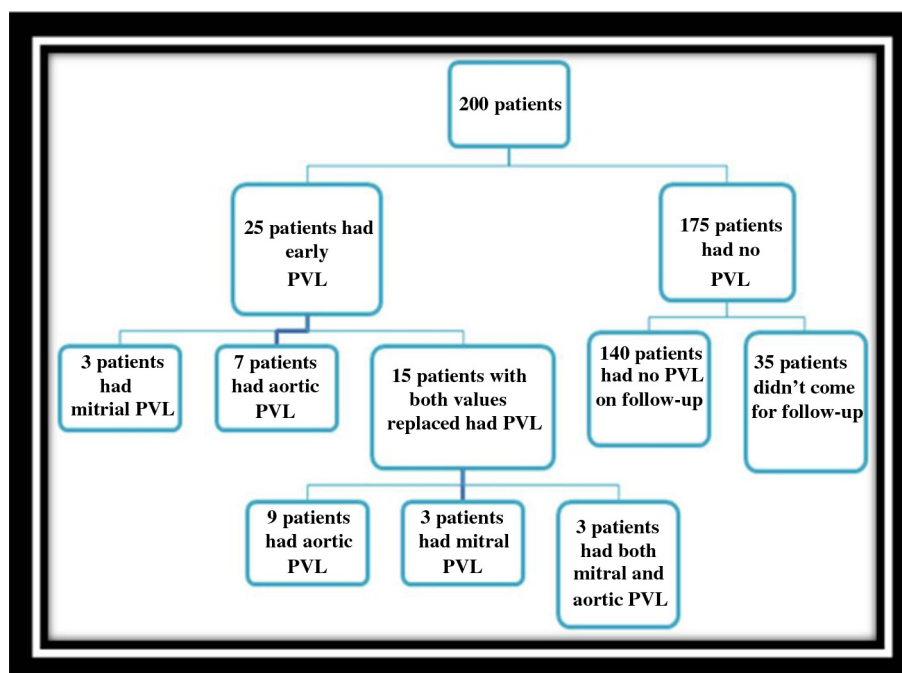 200 patients
25 patients had
early
PVL
175 patients
had no
PVL
3 patients
had
mitrial PVL
7 patients
had aortic
PVL
15 patients with
both values
replaced had PVL
140 patients
had no PVL
on follow-up
35 patients
didn’t come
for follow-up
9 patients
had aortic
PVL
3 patients
had mitral
PVL
3 patients
had both
mitral and
aortic PVL